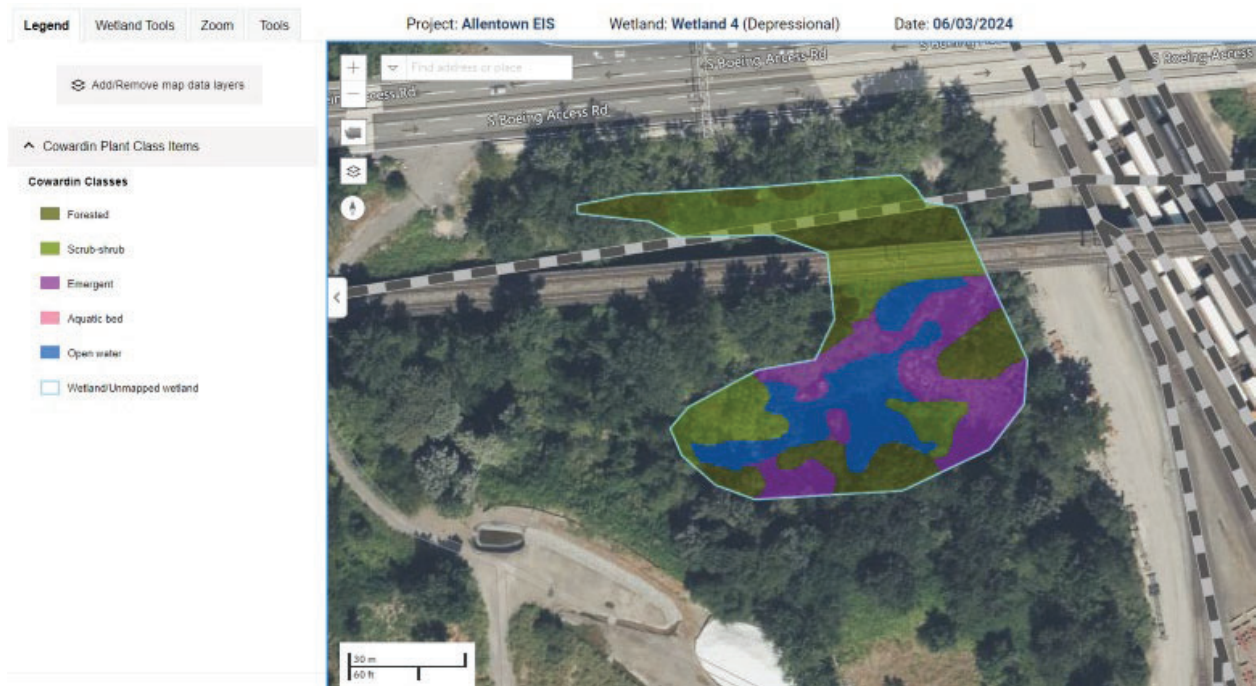 Legend Wetland Tools Zoom Tools
Project: Allentown EIS Wetland: Wetland 4 (Depressional) Date: 06/03/2024
Add/Remove map data layers
Cowardin Plant Class Items
Cowardin Classes
Forested
Scrub-shrub
Emergent
Aquatic bed
Open water
Wetland/Unmapped wetland
+
Find address or place
−
S Boeing Access Rd
S Boeing Access
Access Rd
S Boeing Access Rd
30 m
60 ft